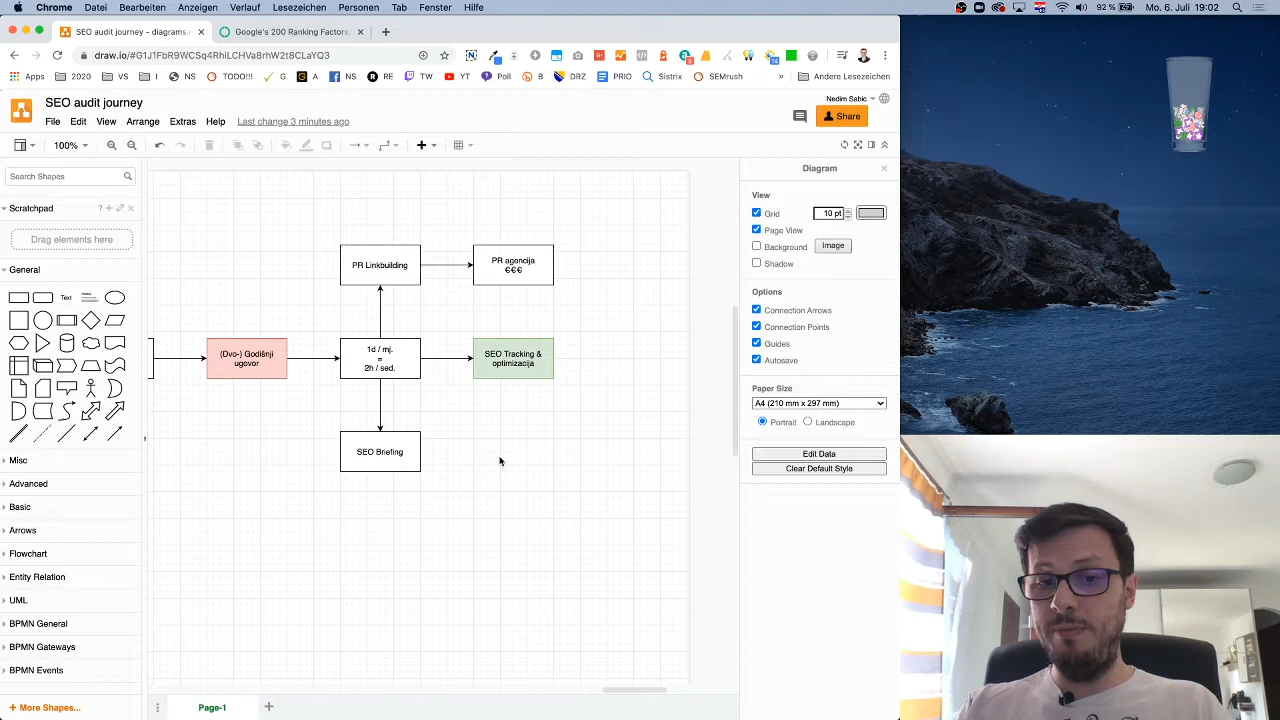 Chrome Datei Bearbeiten Anzeigen Verlauf Lesezeichen Personen Tab Fenster Hilfe
92 % Mo. 6. Juli 19:02
SEO audit journey - diagrams.n
Google's 200 Ranking Factors:
draw.io/#G1J1FbR9WCSq4RhiLCHVa8rhW2t8CLAYQ3
Apps 2020 VS I NS TODO!!! G A NS RE TW YT Poll B DRZ PRIO Sistrix SEMrush » Andere Lesezeichen
SEO audit journey
Nedim Sabic
File Edit View Arrange Extras Help Last change 3 minutes ago
Share
100%
Search Shapes
Scratchpad
Drag elements here
General
Text
Misc
Advanced
Basic
Arrows
Flowchart
Entity Relation
UML
BPMN General
BPMN Gateways
BPMN Events
+ More Shapes...
PR Linkbuilding
PR agencija
€€€
(Dvo-) Godišnji
ugovor
1d / mj.
=
2h / sed.
SEO Tracking &
optimizacija
SEO Briefing
Page-1
Diagram
View
Grid 10 pt
Page View
Background Image
Shadow
Options
Connection Arrows
Connection Points
Guides
Autosave
Paper Size
A4 (210 mm x 297 mm)
Portrait Landscape
Edit Data
Clear Default Style